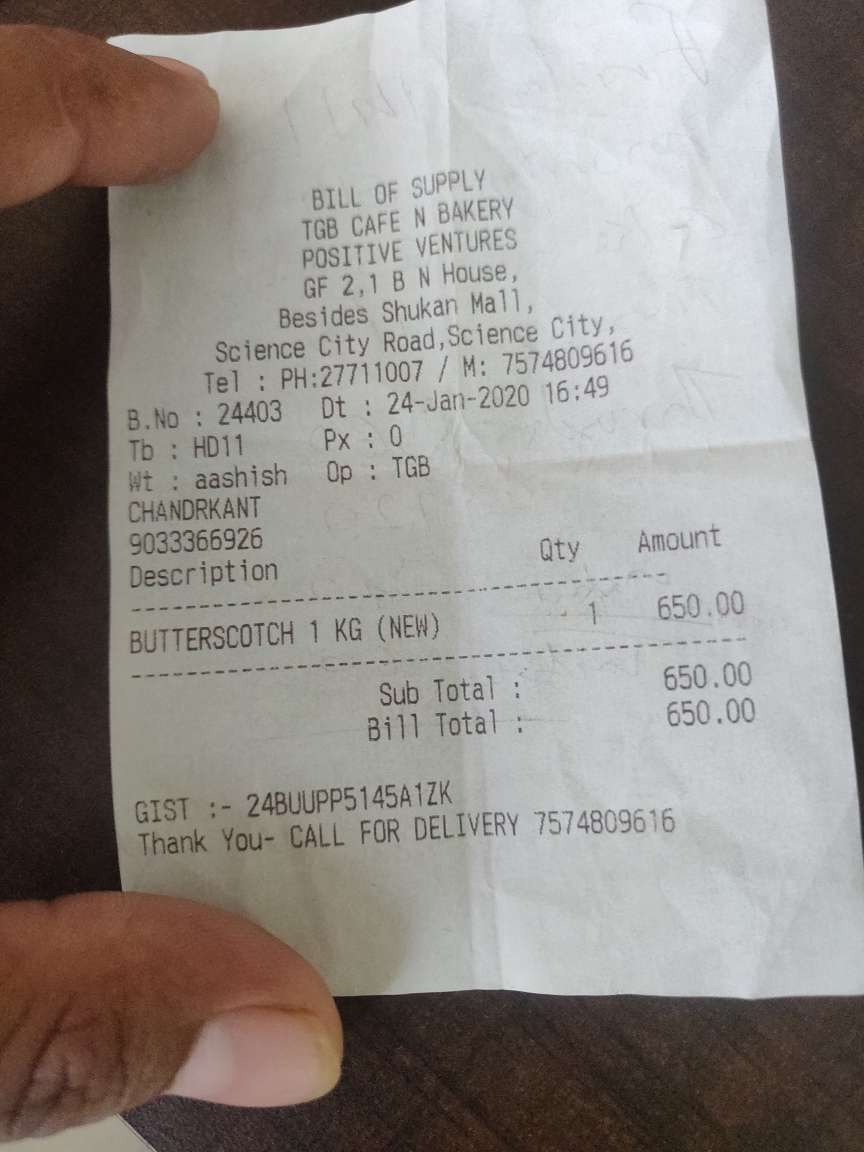 BILL OF SUPPLY
TGB CAFE N BAKERY
POSITIVE VENTURES
GF 2,1 B N House,
Besides Shukan Mall,
Science City Road,Science City,
Tel : PH:27711007 / M: 7574809616
B.No : 24403 Dt : 24-Jan-2020 16:49
Tb : HD11 Px : 0
Wt : aashish Op : TGB
CHANDRKANT
9033366926
Description Qty Amount
BUTTERSCOTCH 1 KG (NEW) 1 650.00
Sub Total : 650.00
Bill Total : 650.00
GIST :- 24BUUPP5145A1ZK
Thank You- CALL FOR DELIVERY 7574809616